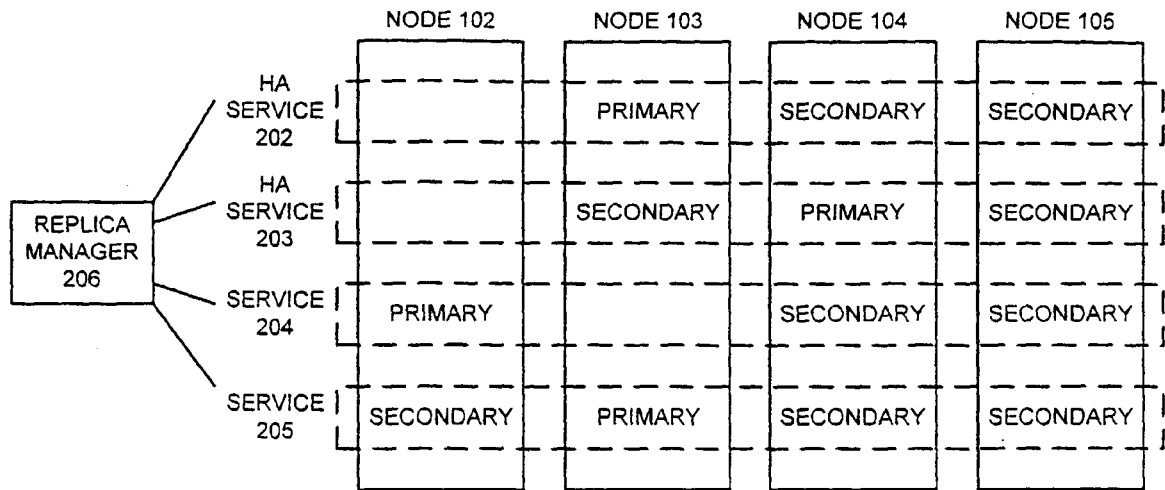 NODE 102 NODE 103 NODE 104 NODE 105
HA
SERVICE
202
PRIMARY SECONDARY SECONDARY
HA
SERVICE
203
SECONDARY PRIMARY SECONDARY
REPLICA
MANAGER
206
SERVICE
204
PRIMARY SECONDARY SECONDARY
SERVICE
205
SECONDARY PRIMARY SECONDARY SECONDARY